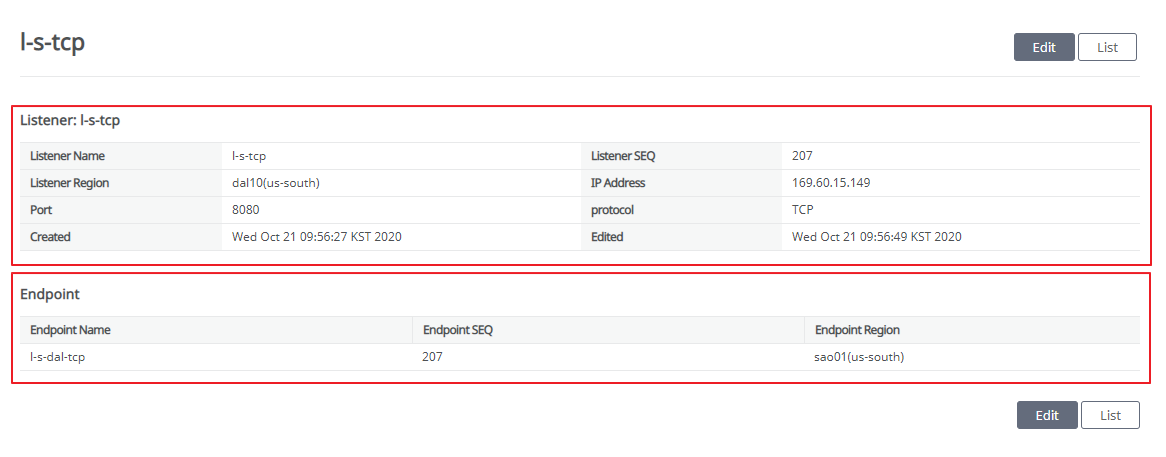 l-s-tcp
Edit List
Listener: l-s-tcp
Listener Name l-s-tcp Listener SEQ 207
Listener Region dal10(us-south) IP Address 169.60.15.149
Port 8080 protocol TCP
Created Wed Oct 21 09:56:27 KST 2020 Edited Wed Oct 21 09:56:49 KST 2020
Endpoint
Endpoint Name Endpoint SEQ Endpoint Region
l-s-dal-tcp 207 sao01(us-south)
Edit List